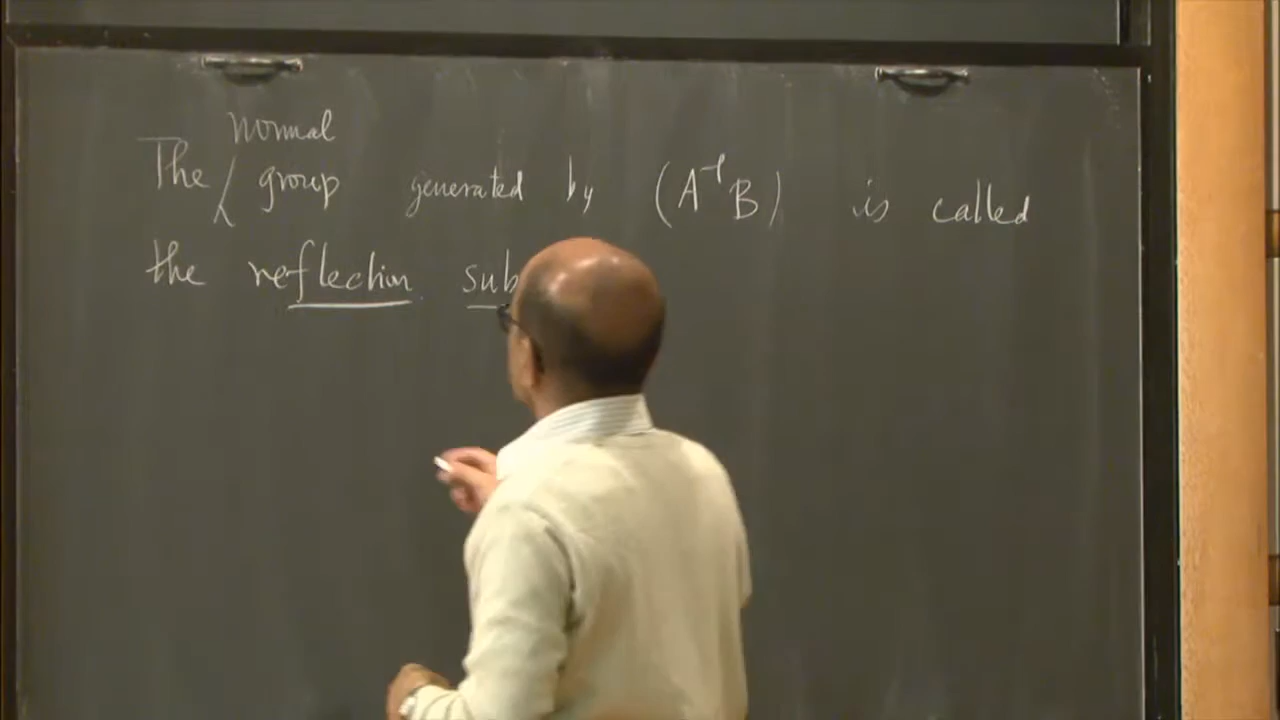 The normal group generated by (A⁻¹B) is called
the reflection sub